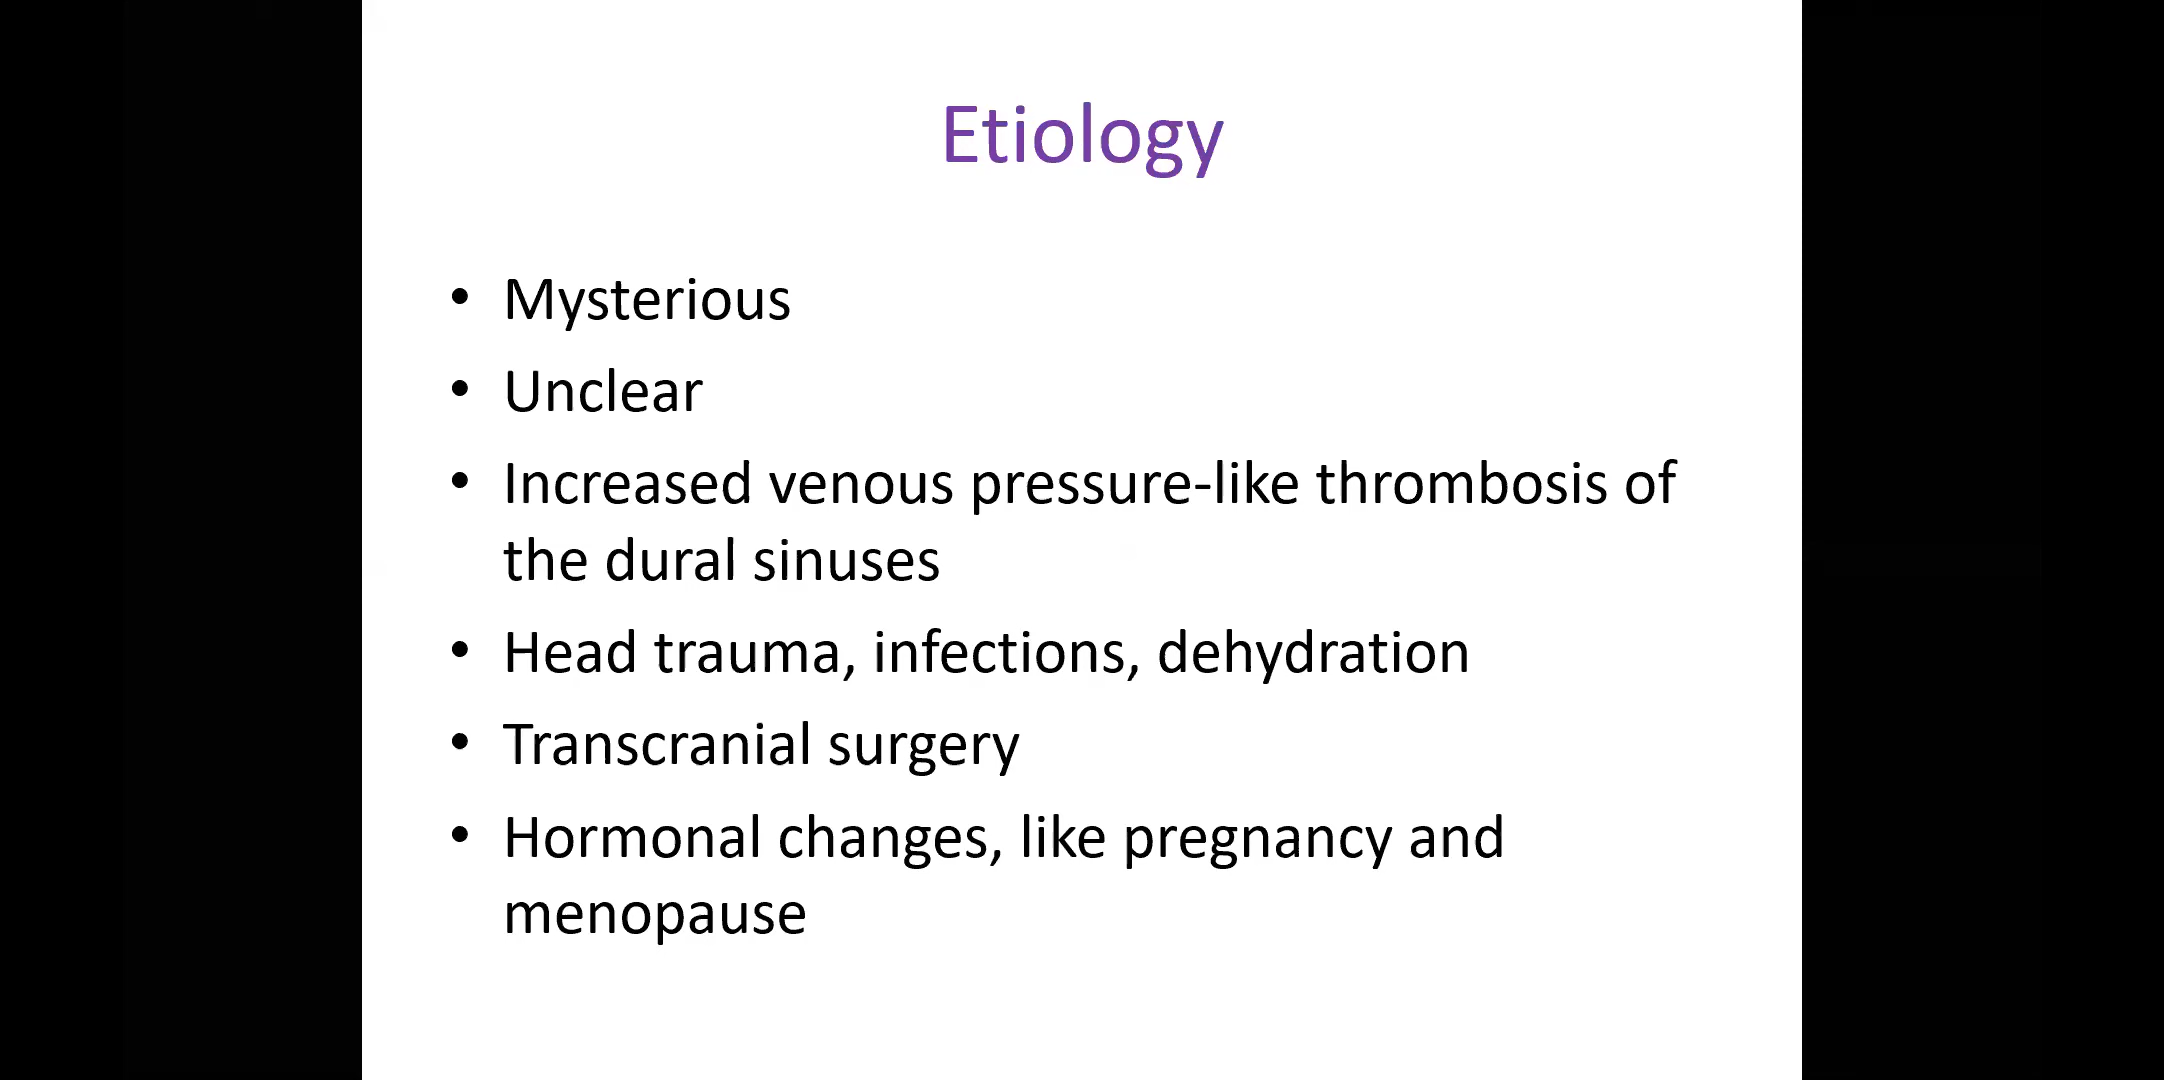 Etiology
• Mysterious
• Unclear
• Increased venous pressure-like thrombosis of
the dural sinuses
• Head trauma, infections, dehydration
• Transcranial surgery
• Hormonal changes, like pregnancy and
menopause